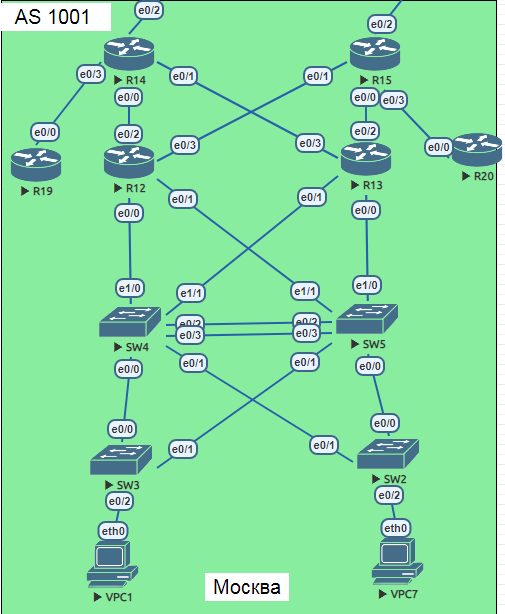 e0/2
e0/2
AS 1001
R14
R15
e0/3
e0/1
e0/1
e0/0
e0/0
e0/3
e0/0
e0/2
e0/3
e0/3
e0/2
e0/0
R19
R12
R13
R20
e0/0
e0/1
e0/1
e0/0
e1/0
e1/1
e1/1
e1/0
e0/2
e0/2
e0/3
e0/3
SW4
SW5
e0/0
e0/1
e0/1
e0/0
e0/0
e0/1
e0/1
e0/0
SW3
SW2
e0/2
e0/2
eth0
eth0
VPC1
Москва
VPC7